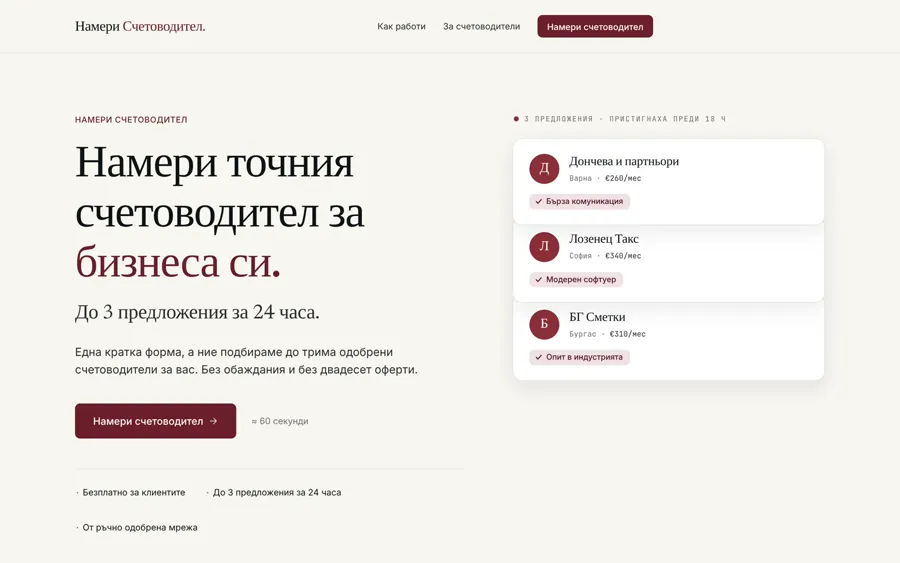 Намери Счетоводител.
Как работи
За счетоводители
Намери счетоводител
НАМЕРИ СЧЕТОВОДИТЕЛ
Намери точния
счетоводител за
бизнеса си.
До 3 предложения за 24 часа.
Една кратка форма, а ние подбираме до трима одобрени
счетоводители за вас. Без обаждания и без двадесет оферти.
Намери счетоводител →
≈ 60 секунди
· Безплатно за клиентите
· До 3 предложения за 24 часа
· От ръчно одобрена мрежа
3 ПРЕДЛОЖЕНИЯ · ПРИСТИГНАХА ПРЕДИ 18 Ч
Д
Дончева и партньори
Варна · €260/мес
✓ Бърза комуникация
Л
Лозенец Такс
София · €340/мес
✓ Модерен софтуер
Б
БГ Сметки
Бургас · €310/мес
✓ Опит в индустрията